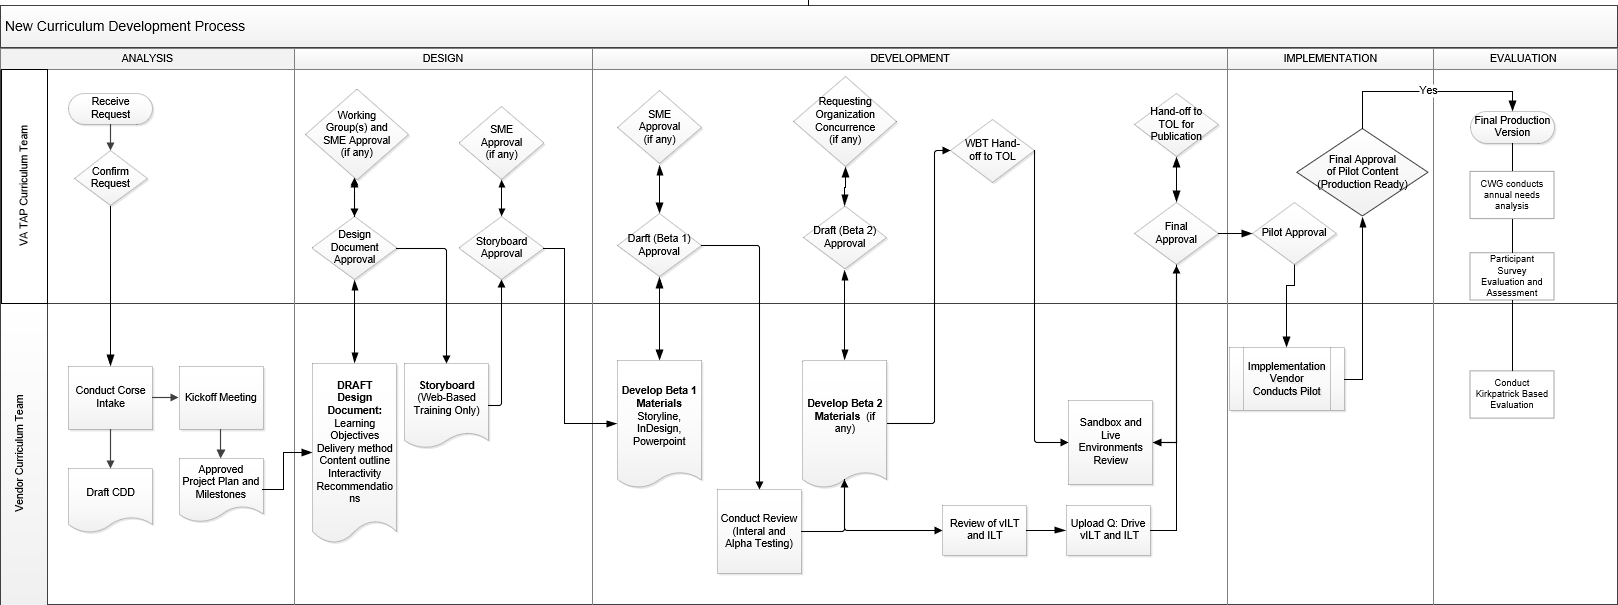 New Curriculum Development Process
ANALYSIS
DESIGN
DEVELOPMENT
IMPLEMENTATION
EVALUATION
VA TAP Curriculum Team
Receive
Request
Confirm
Request
Working
Group(s) and
SME Approval
(if any)
Design
Document
Approval
SME
Approval
(if any)
Storyboard
Approval
SME
Approval
(if any)
Darft (Beta 1)
Approval
Requesting
Organization
Concurrence
(if any)
Draft (Beta 2)
Approval
WBT Hand-
off to TOL
Hand-off to
TOL for
Publication
Final
Approval
Pilot Approval
Final Approval
of Pilot Content
(Production Ready)
Yes
Final Production
Version
CWG conducts
annual needs
analysis
Participant
Survey
Evaluation and
Assessment
Vendor Curriculum Team
Conduct Corse
Intake
Kickoff Meeting
Draft CDD
Approved
Project Plan and
Milestones
DRAFT
Design
Document:
Learning
Objectives
Delivery method
Content outline
Interactivity
Recommendatio
ns
Storyboard
(Web-Based
Training Only)
Develop Beta 1
Materials
Storyline,
InDesign,
Powerpoint
Conduct Review
(Interal and
Alpha Testing)
Develop Beta 2
Materials (if
any)
Review of vILT
and ILT
Sandbox and
Live
Environments
Review
Upload Q: Drive
vILT and ILT
Impplementation
Vendor
Conducts Pilot
Conduct
Kirkpatrick Based
Evaluation